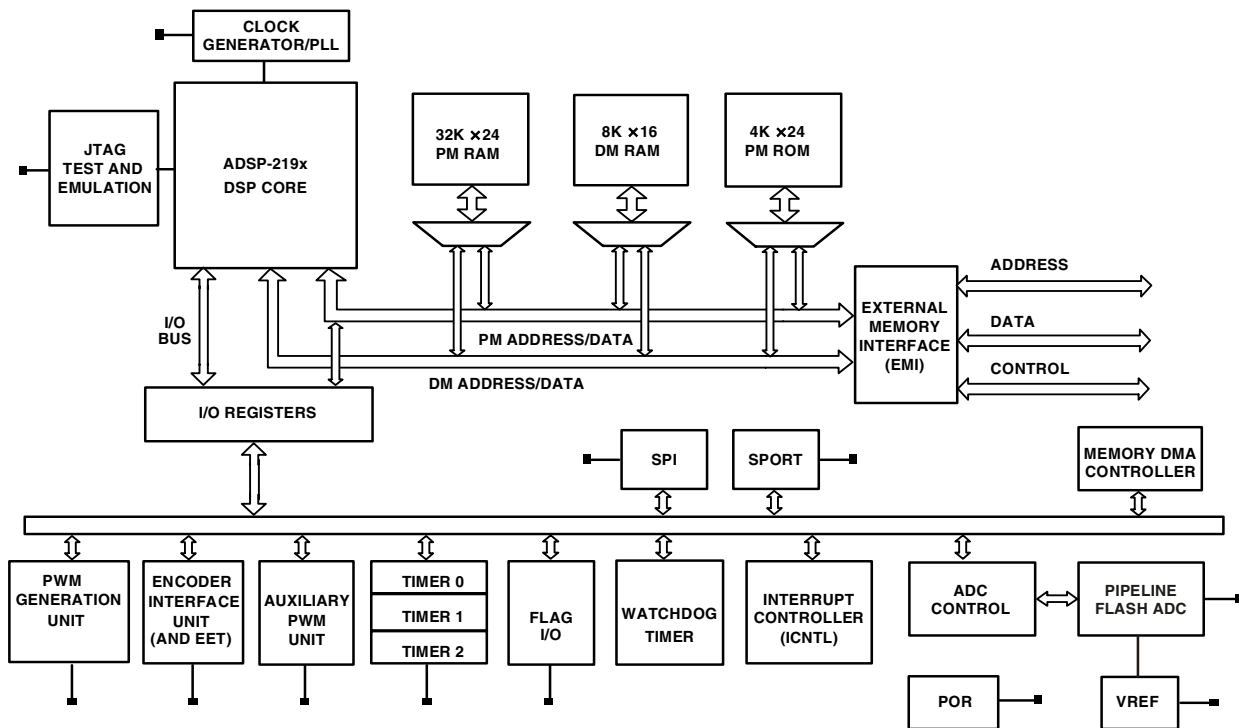 CLOCK
GENERATOR/PLL
JTAG
TEST AND
EMULATION
ADSP-219x
DSP CORE
32K ×24
PM RAM
8K ×16
DM RAM
4K ×24
PM ROM
I/O
BUS
PM ADDRESS/DATA
DM ADDRESS/DATA
EXTERNAL
MEMORY
INTERFACE
(EMI)
ADDRESS
DATA
CONTROL
I/O REGISTERS
SPI
SPORT
MEMORY DMA
CONTROLLER
PWM
GENERATION
UNIT
ENCODER
INTERFACE
UNIT
(AND EET)
AUXILIARY
PWM
UNIT
TIMER 0
TIMER 1
TIMER 2
FLAG
I/O
WATCHDOG
TIMER
INTERRUPT
CONTROLLER
(ICNTL)
ADC
CONTROL
PIPELINE
FLASH ADC
POR
VREF